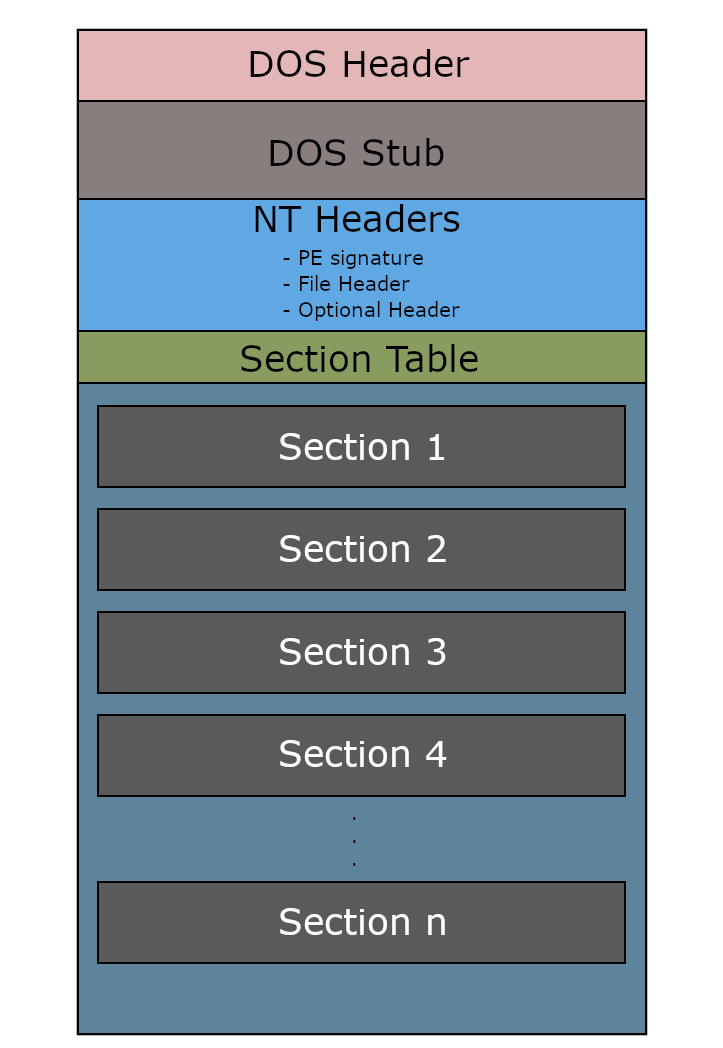 DOS Header
DOS Stub
NT Headers
- PE signature
- File Header
- Optional Header
Section Table
Section 1
Section 2
Section 3
Section 4
.
.
.
Section n